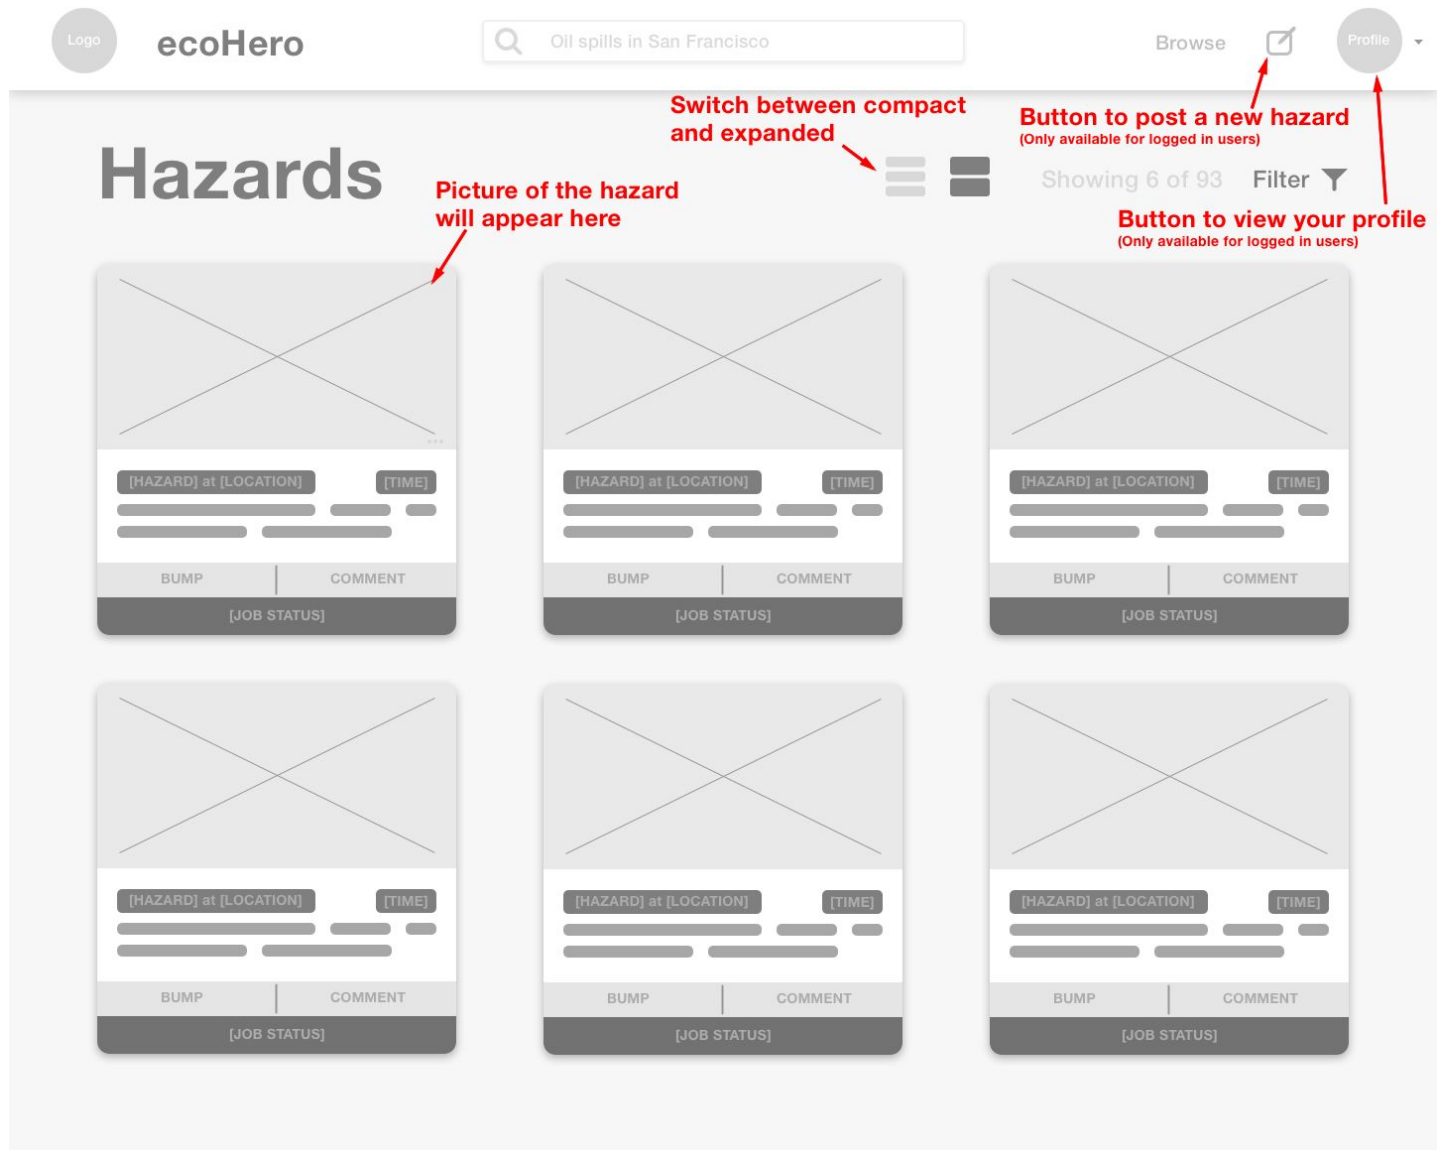 Logo
ecoHero
Oil spills in San Francisco
Browse
Profile
Switch between compact
and expanded
Button to post a new hazard
(Only available for logged in users)
Hazards
Picture of the hazard
will appear here
Showing 6 of 93
Filter
Button to view your profile
(Only available for logged in users)
[HAZARD] at [LOCATION] [TIME]
BUMP COMMENT
[JOB STATUS]
[HAZARD] at [LOCATION] [TIME]
BUMP COMMENT
[JOB STATUS]
[HAZARD] at [LOCATION] [TIME]
BUMP COMMENT
[JOB STATUS]
[HAZARD] at [LOCATION] [TIME]
BUMP COMMENT
[JOB STATUS]
[HAZARD] at [LOCATION] [TIME]
BUMP COMMENT
[JOB STATUS]
[HAZARD] at [LOCATION] [TIME]
BUMP COMMENT
[JOB STATUS]